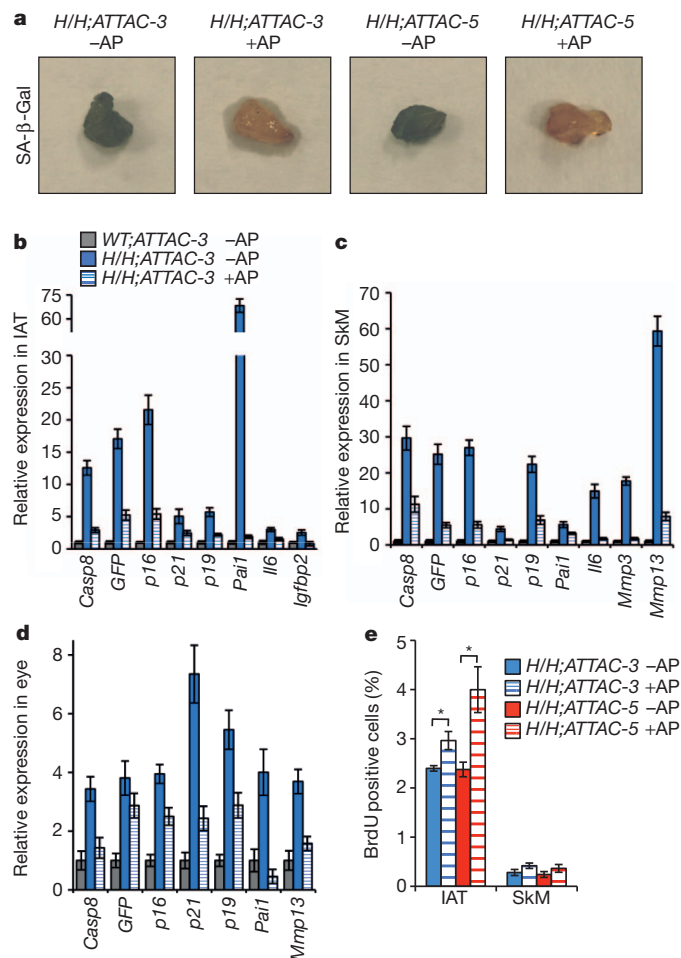 a
H/H;ATTAC-3 –AP
H/H;ATTAC-3 +AP
H/H;ATTAC-5 –AP
H/H;ATTAC-5 +AP
SA-β-Gal
b
WT;ATTAC-3 –AP
H/H;ATTAC-3 –AP
H/H;ATTAC-3 +AP
Relative expression in IAT
75
60
30
25
20
15
10
5
0
Casp8
GFP
p16
p21
p19
Pai1
Il6
Igfbp2
c
Relative expression in SkM
70
60
50
40
30
20
10
0
Casp8
GFP
p16
p21
p19
Pai1
Il6
Mmp3
Mmp13
d
Relative expression in eye
8
6
4
2
0
Casp8
GFP
p16
p21
p19
Pai1
Mmp13
e
BrdU positive cells (%)
5
4
3
2
1
0
*
*
H/H;ATTAC-3 –AP
H/H;ATTAC-3 +AP
H/H;ATTAC-5 –AP
H/H;ATTAC-5 +AP
IAT
SkM